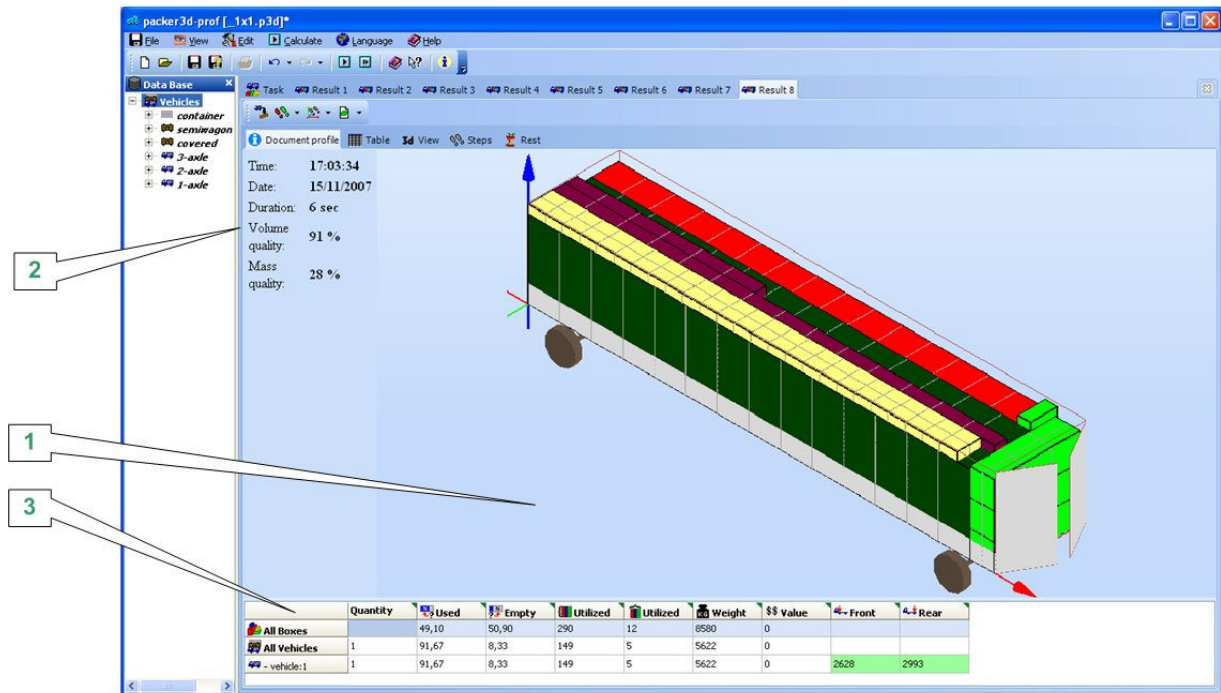 packer3d-prof [_1x1.p3d]*
File View Edit Calculate Language Help
Data Base
Vehicles
container
semiwagon
covered
3-axle
2-axle
1-axle
Task Result 1 Result 2 Result 3 Result 4 Result 5 Result 6 Result 7 Result 8
Document profile Table 3d View Steps Rest
Time: 17:03:34
Date: 15/11/2007
Duration: 6 sec
Volume quality: 91 %
Mass quality: 28 %
2
1
3
Quantity Used Empty Utilized Utilized Weight $$ Value Front Rear
All Boxes 49,10 50,90 290 12 8580 0
All Vehicles 1 91,67 8,33 149 5 5622 0
- vehicle:1 1 91,67 8,33 149 5 5622 0 2628 2993